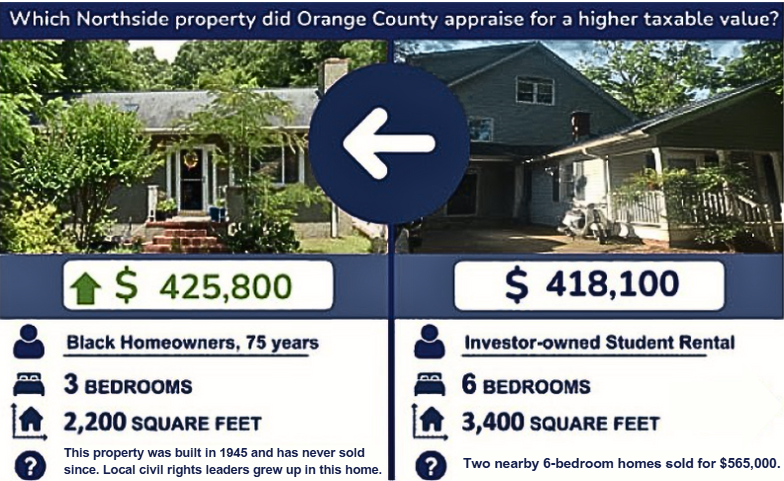 Which Northside property did Orange County appraise for a higher taxable value?
$ 425,800
Black Homeowners, 75 years
3 BEDROOMS
2,200 SQUARE FEET
? This property was built in 1945 and has never sold
since. Local civil rights leaders grew up in this home.
$ 418,100
Investor-owned Student Rental
6 BEDROOMS
3,400 SQUARE FEET
? Two nearby 6-bedroom homes sold for $565,000.